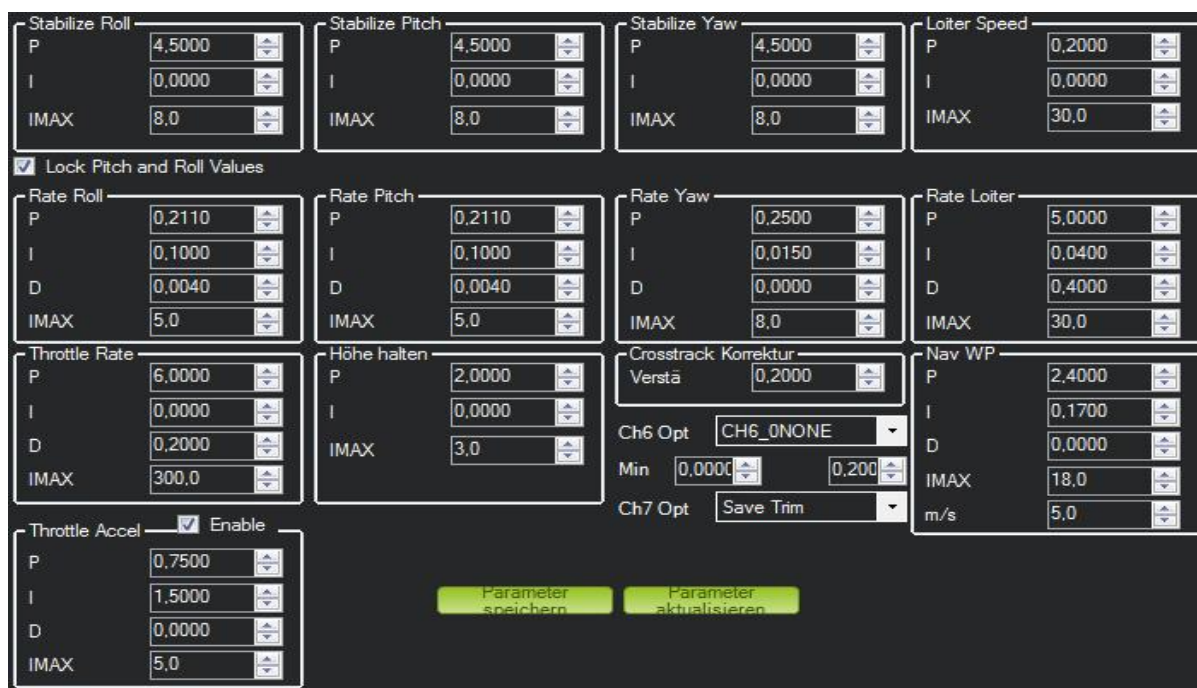 Stabilize Roll
P 4,5000
I 0,0000
IMAX 8,0
Stabilize Pitch
P 4,5000
I 0,0000
IMAX 8,0
Stabilize Yaw
P 4,5000
I 0,0000
IMAX 8,0
Loiter Speed
P 0,2000
I 0,0000
IMAX 30,0
Lock Pitch and Roll Values
Rate Roll
P 0,2110
I 0,1000
D 0,0040
IMAX 5,0
Rate Pitch
P 0,2110
I 0,1000
D 0,0040
IMAX 5,0
Rate Yaw
P 0,2500
I 0,0150
D 0,0000
IMAX 8,0
Rate Loiter
P 5,0000
I 0,0400
D 0,4000
IMAX 30,0
Throttle Rate
P 6,0000
I 0,0000
D 0,2000
IMAX 300,0
Höhe halten
P 2,0000
I 0,0000
IMAX 3,0
Crosstrack Korrektur
Verstä 0,2000
Ch6 Opt CH6_0NONE
Min 0,000 0,200
Ch7 Opt Save Trim
Nav WP
P 2,4000
I 0,1700
D 0,0000
IMAX 18,0
m/s 5,0
Throttle Accel Enable
P 0,7500
I 1,5000
D 0,0000
IMAX 5,0
Parameter
speichern
Parameter
aktualisieren